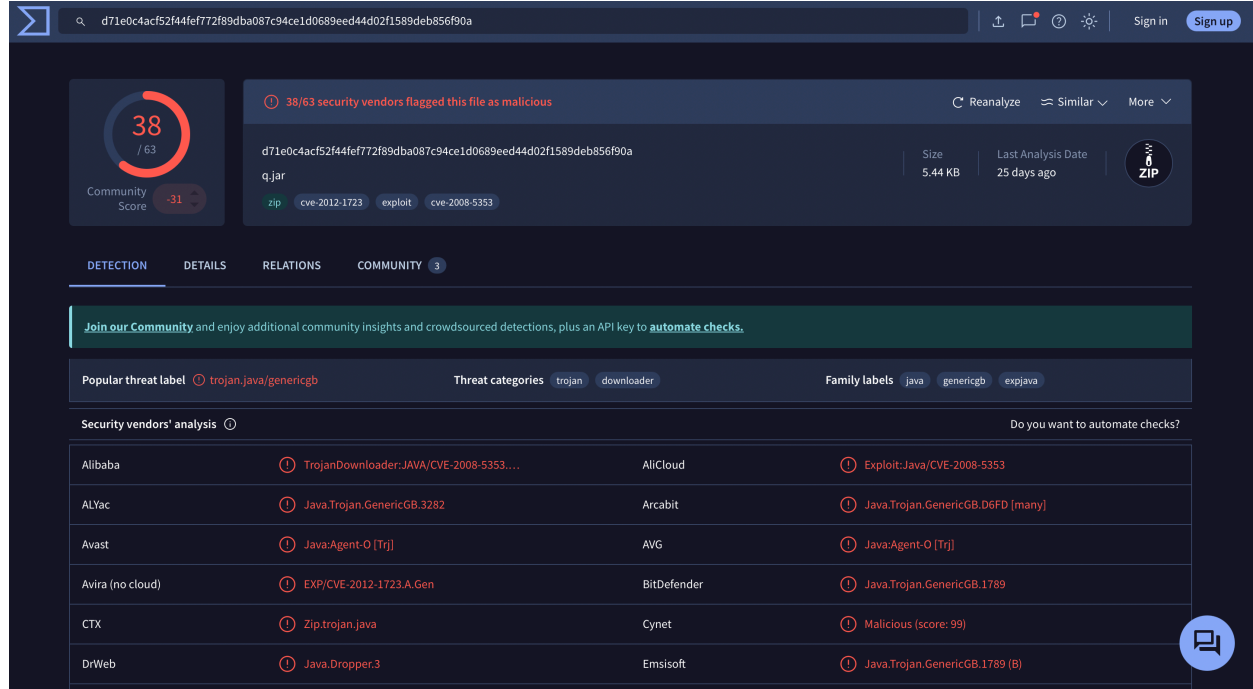 d71e0c4acf52f44fef772f89dba087c94ce1d0689eed44d02f1589deb856f90a
Sign in
Sign up
38
/ 63
Community
Score
-31
38/63 security vendors flagged this file as malicious
Reanalyze
Similar
More
d71e0c4acf52f44fef772f89dba087c94ce1d0689eed44d02f1589deb856f90a
q.jar
zip cve-2012-1723 exploit cve-2008-5353
Size
5.44 KB
Last Analysis Date
25 days ago
ZIP
DETECTION DETAILS RELATIONS COMMUNITY 3
Join our Community and enjoy additional community insights and crowdsourced detections, plus an API key to automate checks.
Popular threat label trojan.java/genericgb Threat categories trojan downloader Family labels java genericgb expjava
Security vendors' analysis Do you want to automate checks?
Alibaba TrojanDownloader:JAVA/CVE-2008-5353.... AliCloud Exploit:Java/CVE-2008-5353
ALYac Java.Trojan.GenericGB.3282 Arcabit Java.Trojan.GenericGB.D6FD [many]
Avast Java:Agent-O [Trj] AVG Java:Agent-O [Trj]
Avira (no cloud) EXP/CVE-2012-1723.A.Gen BitDefender Java.Trojan.GenericGB.1789
CTX Zip.trojan.java Cynet Malicious (score: 99)
DrWeb Java.Dropper.3 Emsisoft Java.Trojan.GenericGB.1789 (B)